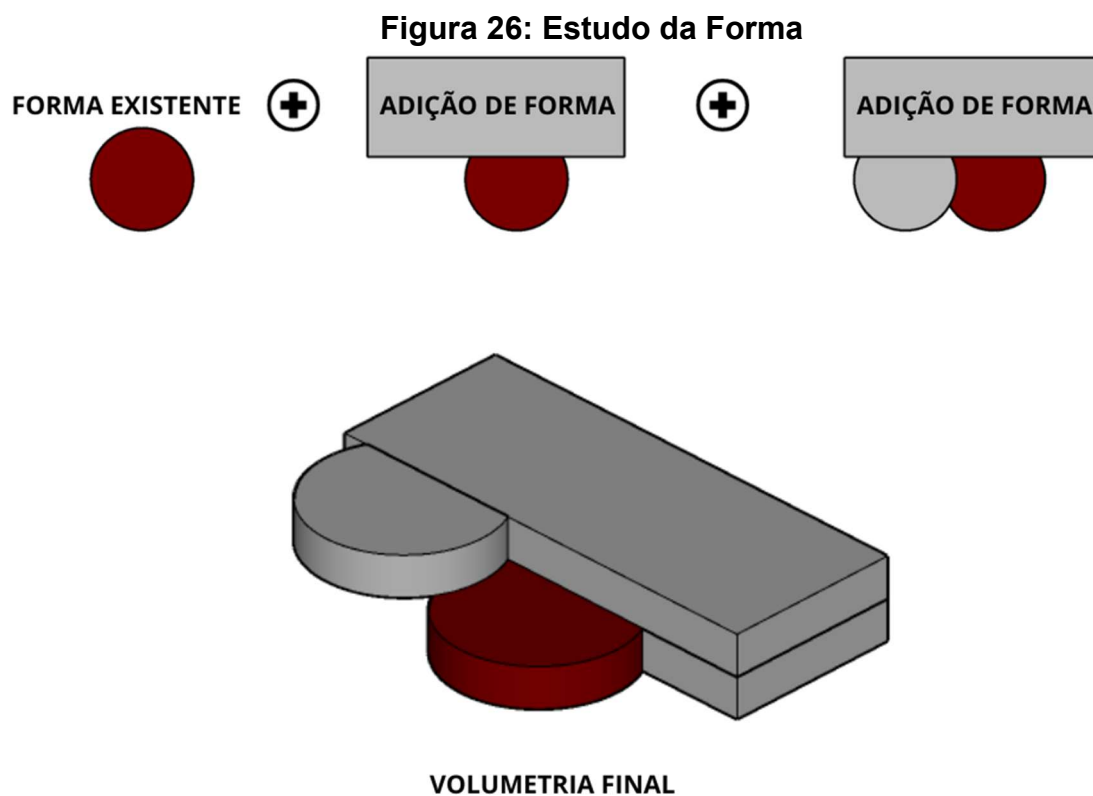 Figura 26: Estudo da Forma
FORMA EXISTENTE
ADIÇÃO DE FORMA
ADIÇÃO DE FORMA
VOLUMETRIA FINAL